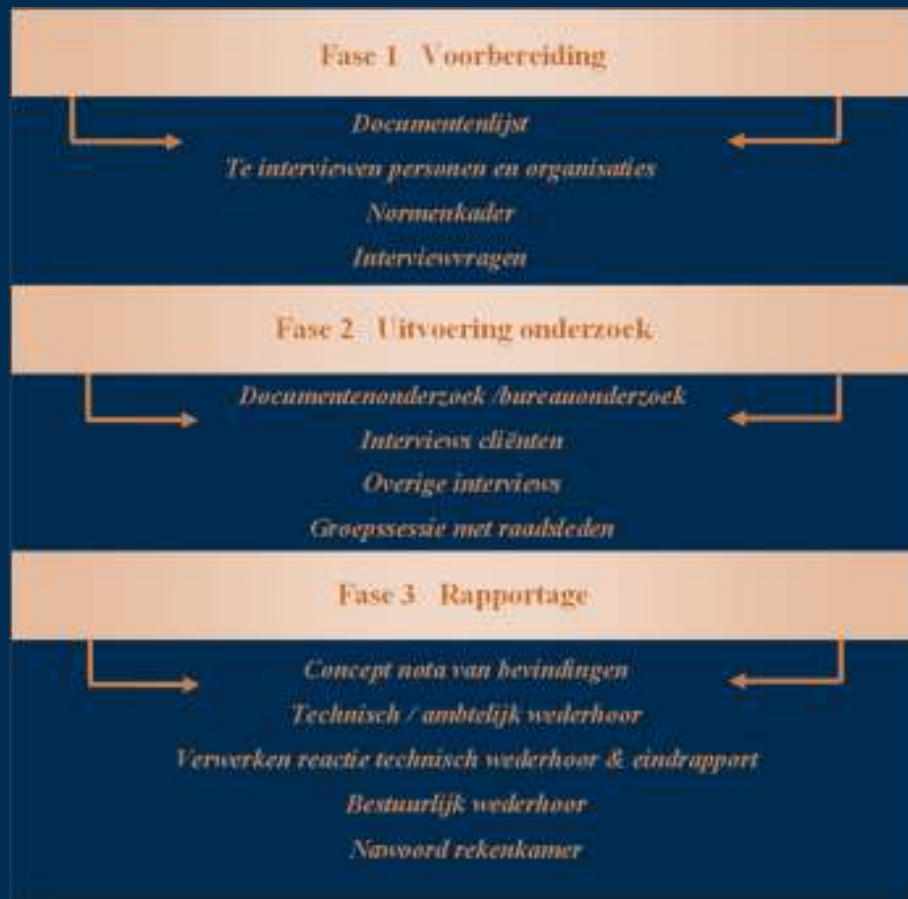 Fase 1 Voorbereiding
Documentenlijst
Te interviewen personen en organisaties
Normenkader
Interviewvragen
Fase 2 Uitvoering onderzoek
Documentenonderzoek /bureauonderzoek
Interviews cliënten
Overige interviews
Groepssessie met raadsleden
Fase 3 Rapportage
Concept nota van bevindingen
Technisch / ambtelijk wederhoor
Verwerken reactie technisch wederhoor & eindrapport
Bestuurlijk wederhoor
Nawoord rekenkamer